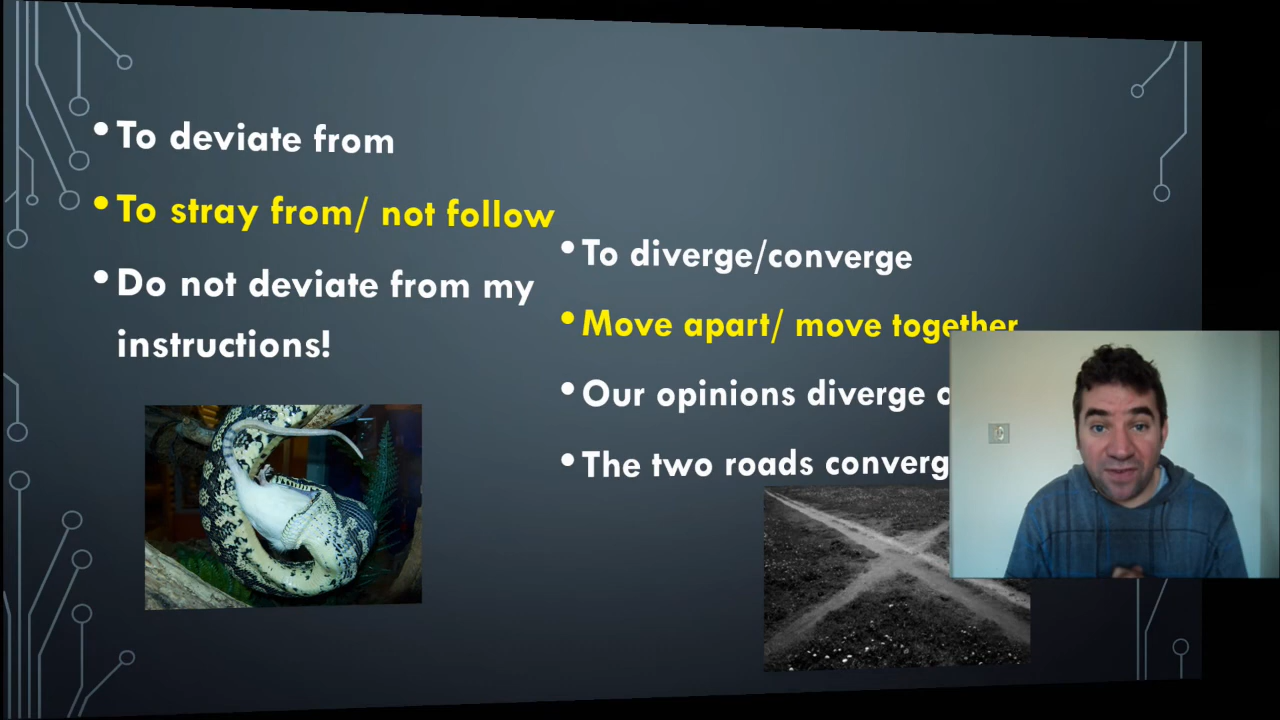 • To deviate from
• To stray from/ not follow
• Do not deviate from my
instructions!
• To diverge/converge
• Move apart/ move together
• Our opinions diverge
• The two roads